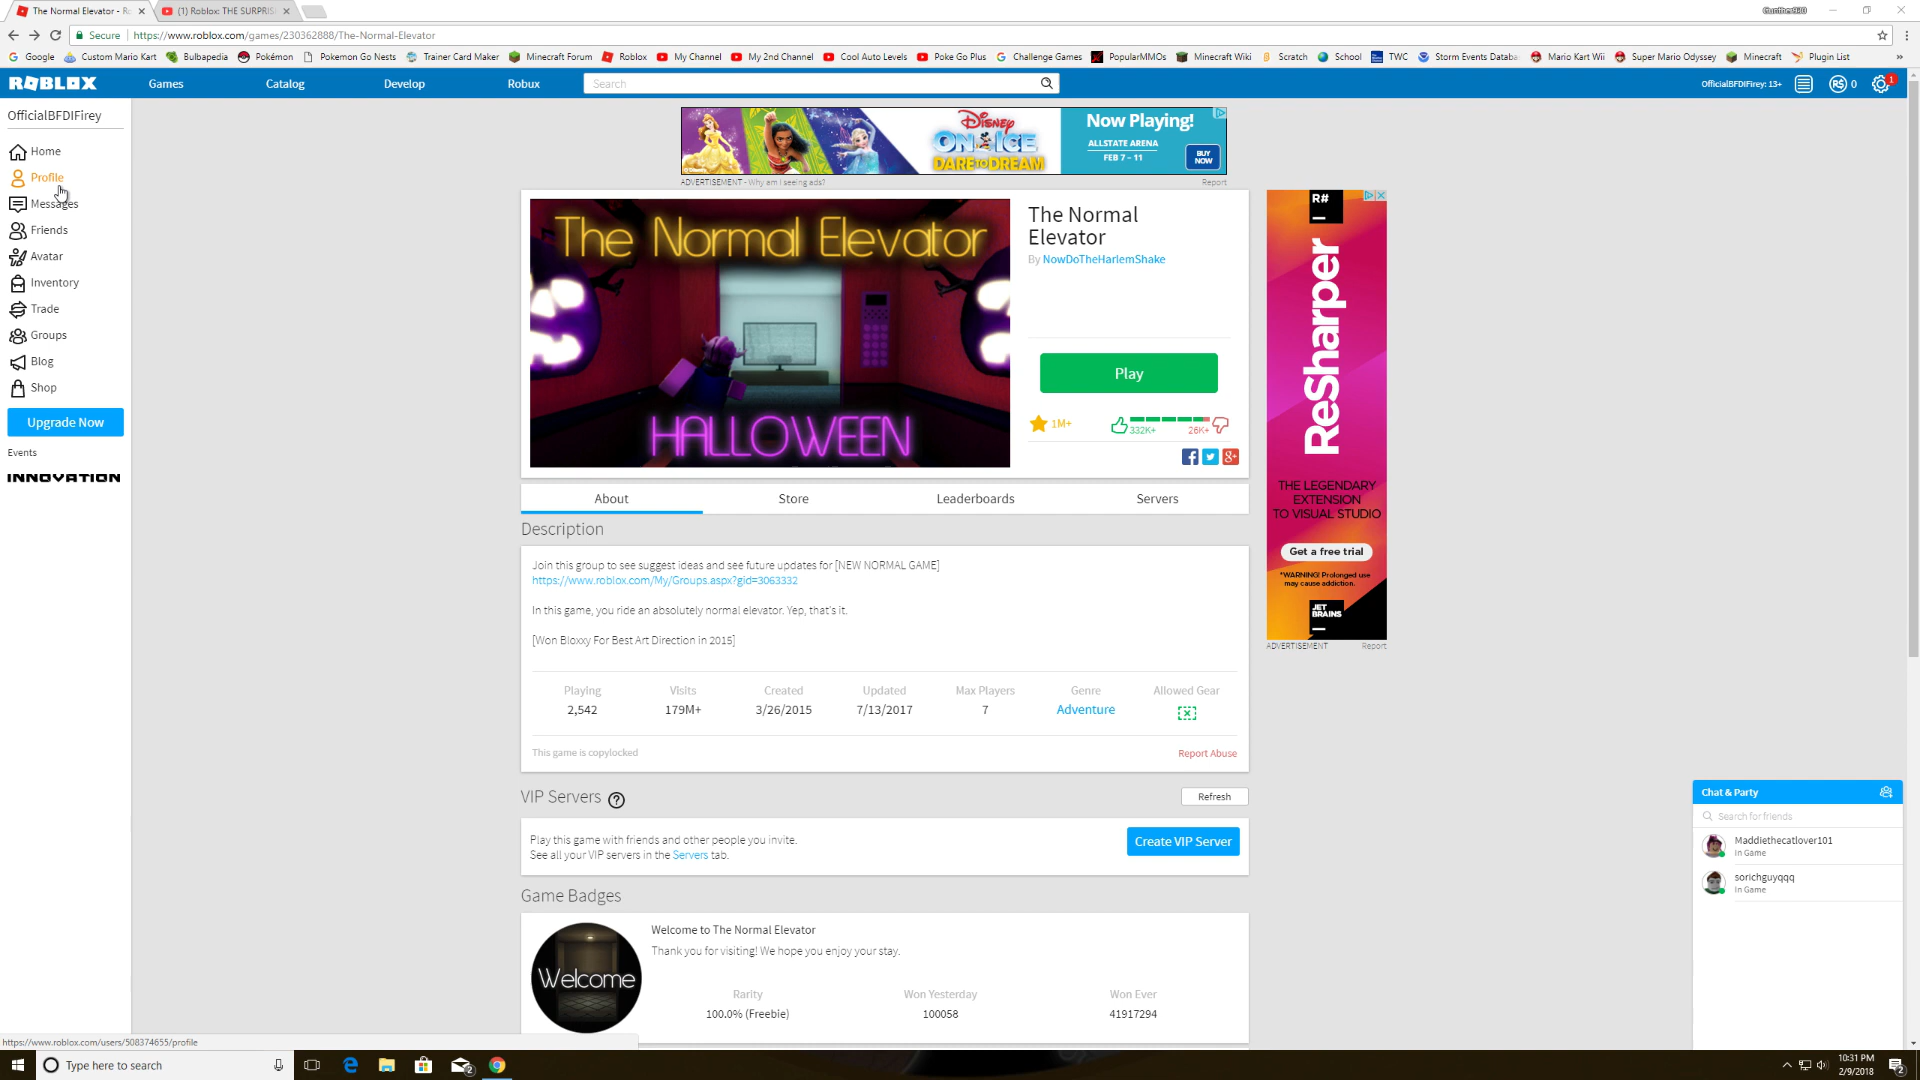 The Normal Elevator - Ro
(1) Roblox: THE SURPRIS
Gunther930
Secure
https://www.roblox.com/games/230362888/The-Normal-Elevator
Google Custom Mario Kart Bulbapedia Pokémon Pokemon Go Nests Trainer Card Maker Minecraft Forum Roblox My Channel My 2nd Channel Cool Auto Levels Poke Go Plus Challenge Games PopularMMOs Minecraft Wiki Scratch School TWC Storm Events Databa Mario Kart Wii Super Mario Odyssey Minecraft Plugin List »
ROBLOX Games Catalog Develop Robux Search OfficialBFDIFirey: 13+ R$ 0 1
OfficialBFDIFirey
Home
Profile
Messages
Friends
Avatar
Inventory
Trade
Groups
Blog
Shop
Upgrade Now
Events
INNOVATION
Disney
ON ICE
DARE TO DREAM
Now Playing!
ALLSTATE ARENA
FEB 7 – 11
BUY NOW
ADVERTISEMENT - Why am I seeing ads?
Report
The Normal Elevator
HALLOWEEN
The Normal
Elevator
By NowDoTheHarlemShake
Play
1M+
332K+
26K+
About Store Leaderboards Servers
Description
Join this group to see suggest ideas and see future updates for [NEW NORMAL GAME]
https://www.roblox.com/My/Groups.aspx?gid=3063332
In this game, you ride an absolutely normal elevator. Yep, that's it.
[Won Bloxxy For Best Art Direction in 2015]
Playing Visits Created Updated Max Players Genre Allowed Gear
2,542 179M+ 3/26/2015 7/13/2017 7 Adventure
This game is copylocked
Report Abuse
VIP Servers
Refresh
Play this game with friends and other people you invite.
See all your VIP servers in the Servers tab.
Create VIP Server
Game Badges
Welcome
Welcome to The Normal Elevator
Thank you for visiting! We hope you enjoy your stay.
Rarity Won Yesterday Won Ever
100.0% (Freebie) 100058 41917294
R#
ReSharper
THE LEGENDARY
EXTENSION
TO VISUAL STUDIO
Get a free trial
*WARNING! Prolonged use
may cause addiction.
JET
BRAINS
ADVERTISEMENT
Report
Chat & Party
Search for friends
Maddiethecatlover101
In Game
sorichguyqqq
In Game
https://www.roblox.com/users/508374655/profile
Type here to search
2
10:31 PM
2/9/2018
2